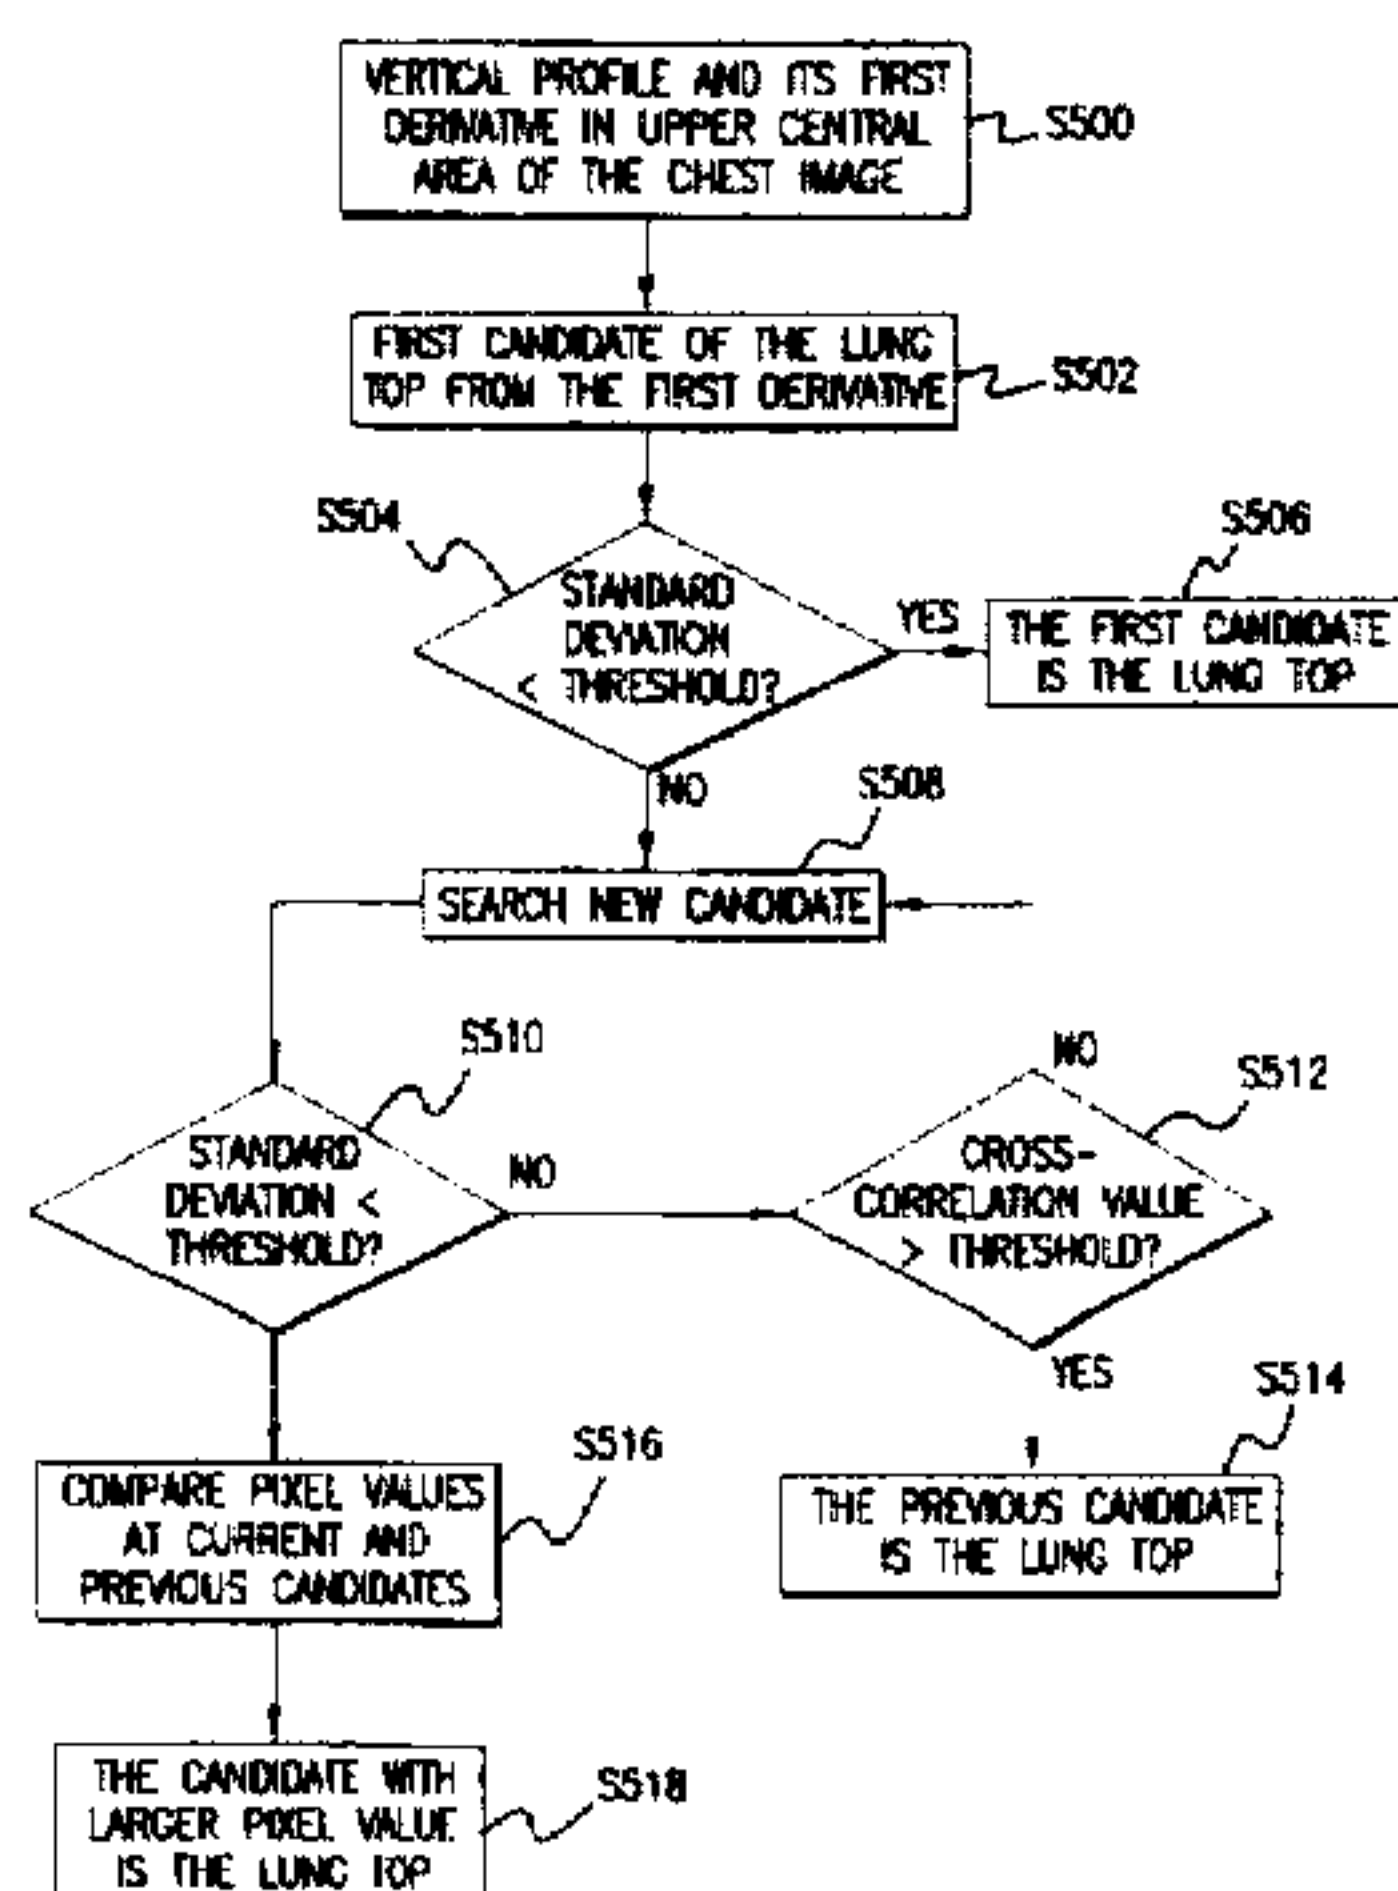 VERTICAL PROFILE AND ITS FIRST
DERIVATIVE IN UPPER CENTRAL
AREA OF THE CHEST IMAGE
S500
FIRST CANDIDATE OF THE LUNG
TOP FROM THE FIRST DERIVATIVE
S502
S504
STANDARD
DEVIATION
< THRESHOLD?
YES
S506
THE FIRST CANDIDATE
IS THE LUNG TOP
NO
S508
SEARCH NEW CANDIDATE
S510
STANDARD
DEVIATION <
THRESHOLD?
NO
NO
S512
CROSS-
CORRELATION VALUE
> THRESHOLD?
YES
S514
THE PREVIOUS CANDIDATE
IS THE LUNG TOP
S516
COMPARE PIXEL VALUES
AT CURRENT AND
PREVIOUS CANDIDATES
S518
THE CANDIDATE WITH
LARGER PIXEL VALUE
IS THE LUNG TOP